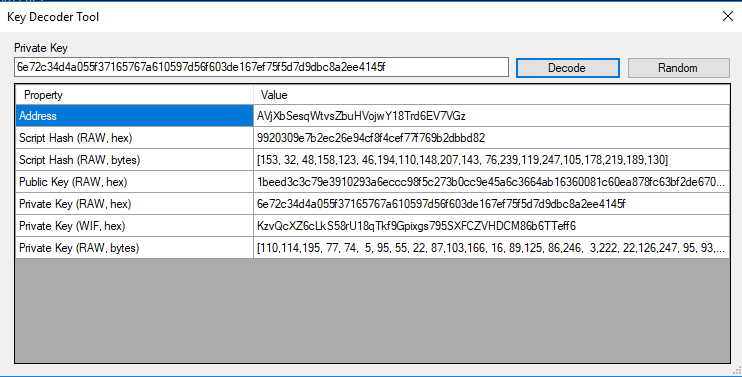 Key Decoder Tool
Private Key
6e72c34d4a055f37165767a610597d56f603de167ef75f5d7d9dbc8a2ee4145f Decode Random
Property Value
Address AVjXbSesqWtvsZbuHVojwY18Trd6EV7VGz
Script Hash (RAW, hex) 9920309e7b2ec26e94cf8f4cef77f769b2dbbd82
Script Hash (RAW, bytes) [153, 32, 48,158,123, 46,194,110,148,207,143, 76,239,119,247,105,178,219,189,130]
Public Key (RAW, hex) 1beed3c3c79e3910293a6eccc98f5c273b0cc9e45a6c3664ab16360081c60ea878fc63bf2de670...
Private Key (RAW, hex) 6e72c34d4a055f37165767a610597d56f603de167ef75f5d7d9dbc8a2ee4145f
Private Key (WIF, hex) KzvQcXZ6cLkS58rU18qTkf9Gpixgs795SXFCZVHDCM86b6TTeff6
Private Key (RAW, bytes) [110,114,195, 77, 74, 5, 95, 55, 22, 87,103,166, 16, 89,125, 86,246, 3,222, 22,126,247, 95, 93,...